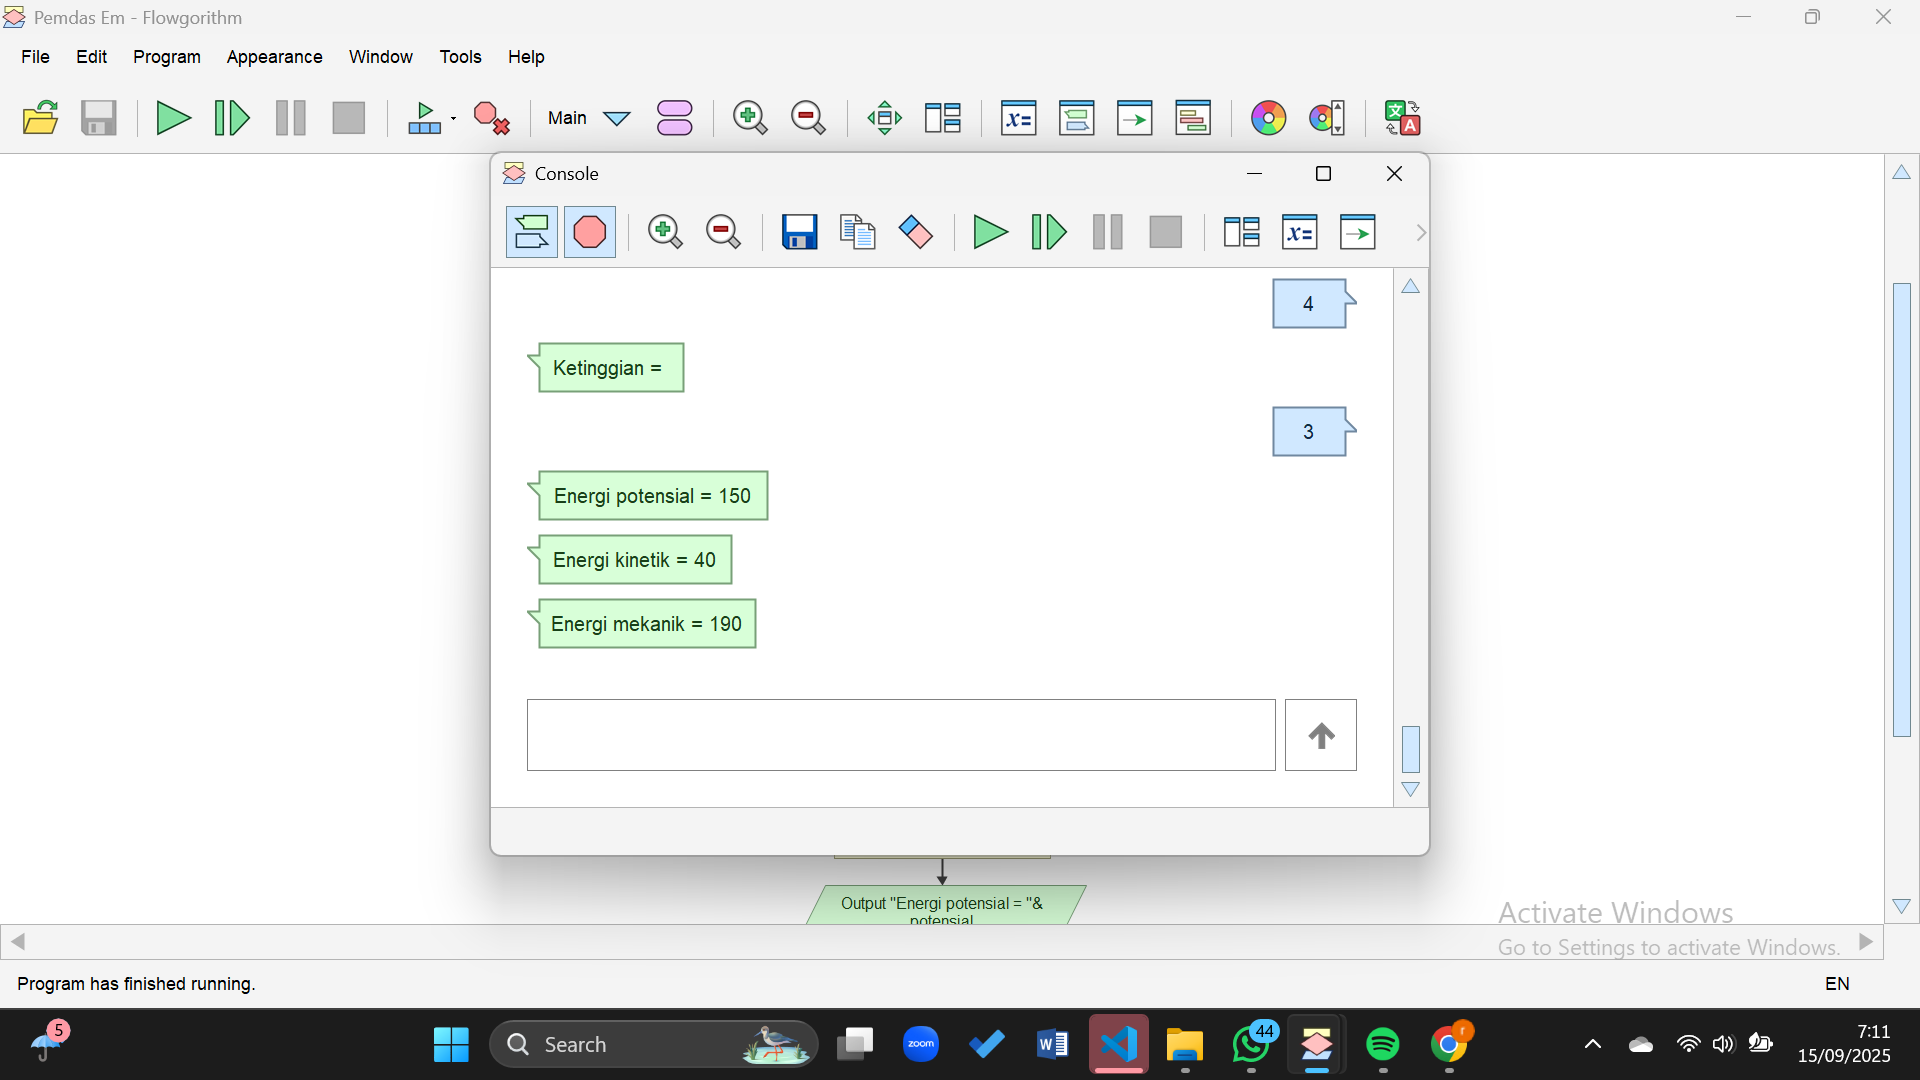 Pemdas Em - Flowgorithm
File Edit Program Appearance Window Tools Help
Main
Console
4
Ketinggian =
3
Energi potensial = 150
Energi kinetik = 40
Energi mekanik = 190
Output "Energi potensial = "&
potensial
Activate Windows
Go to Settings to activate Windows.
Program has finished running.
EN
5
Search
zoom
44
r
7:11
15/09/2025